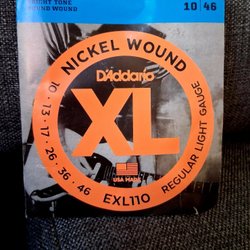 BRIGHT TONE
ROUND WOUND
10 46
NICKEL WOUND
D'Addario
XL
USA MADE
10 · 13 · 17 · 26 · 36 · 46
EXL110
REGULAR LIGHT GAUGE